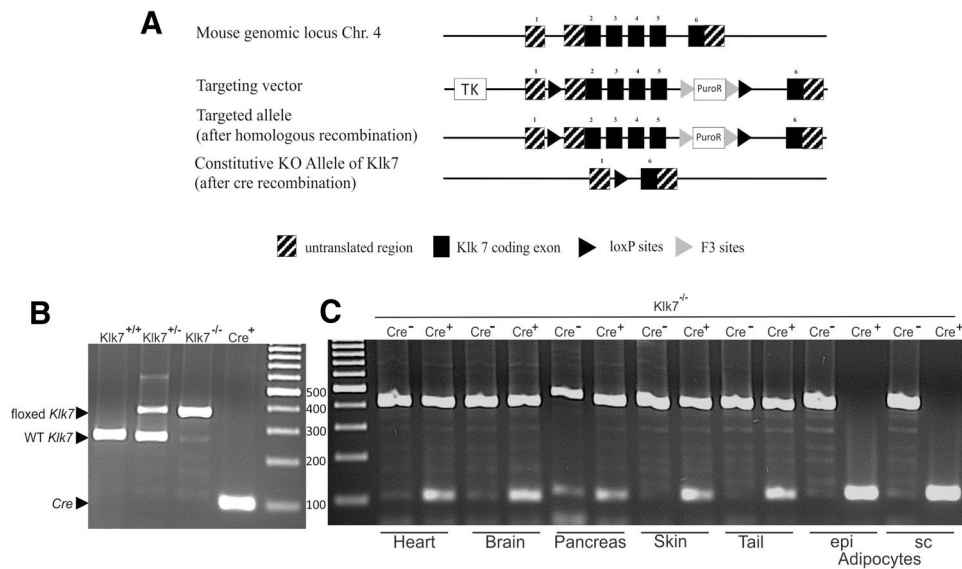 A
Mouse genomic locus Chr. 4
1 2 3 4 5 6
Targeting vector
TK 1 2 3 4 5 PuroR 6
Targeted allele
(after homologous recombination)
1 2 3 4 5 PuroR 6
Constitutive KO Allele of Klk7
(after cre recombination)
1 6
untranslated region
Klk 7 coding exon
loxP sites
F3 sites
B
Klk7+/+ Klk7+/- Klk7-/- Cre+
floxed Klk7
WT Klk7
Cre
500
400
300
200
100
C
Klk7-/-
Cre- Cre+ Cre- Cre+ Cre- Cre+ Cre- Cre+ Cre- Cre+ Cre- Cre+ Cre- Cre+
Heart Brain Pancreas Skin Tail epi sc
Adipocytes